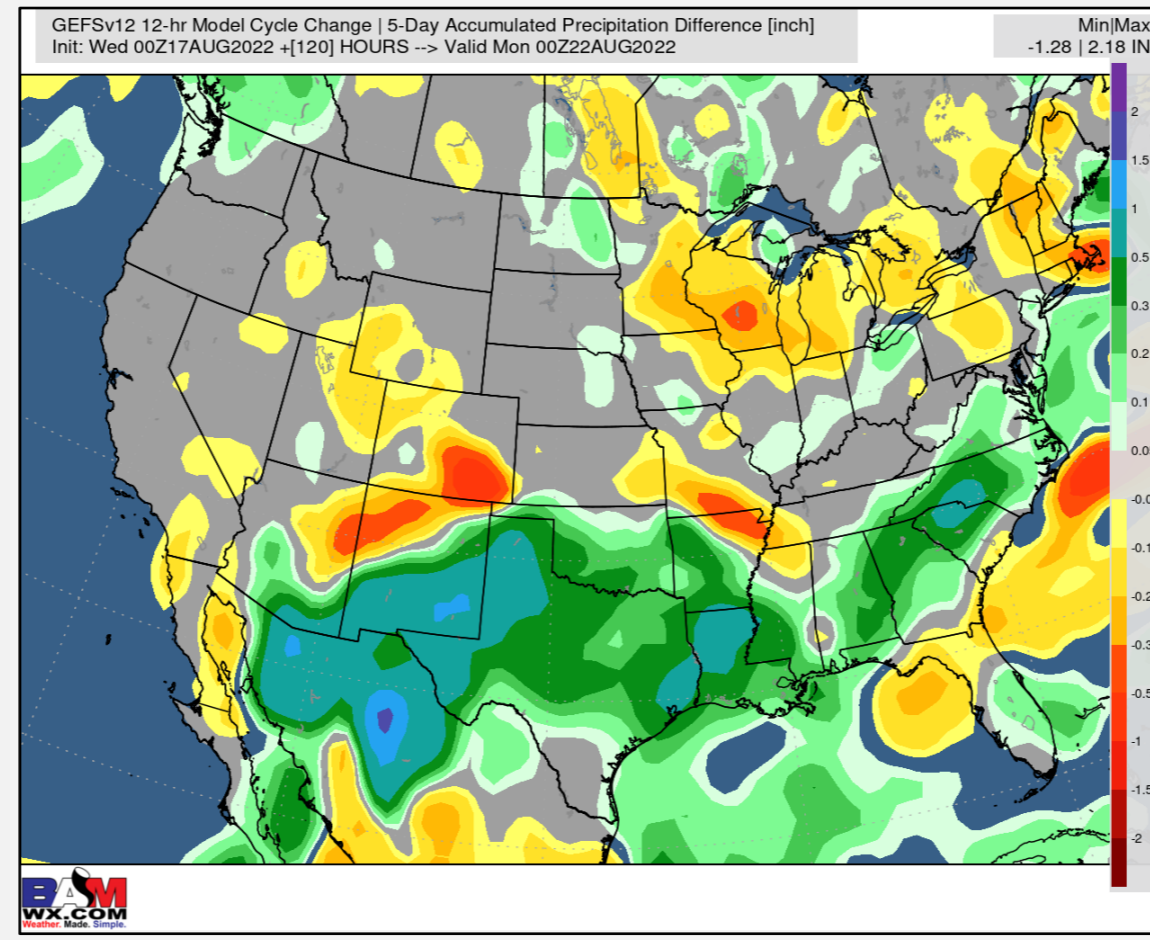 GEFSv12 12-hr Model Cycle Change | 5-Day Accumulated Precipitation Difference [inch]
Init: Wed 00Z17AUG2022 +[120] HOURS --> Valid Mon 00Z22AUG2022
Min|Max
-1.28 | 2.18 IN
2
1.5
1
0.5
0.3
0.2
0.1
0.0
-0.0
-0.1
-0.2
-0.3
-0.5
-1
-1.5
-2
BAM
WX.COM
Weather. Made. Simple.